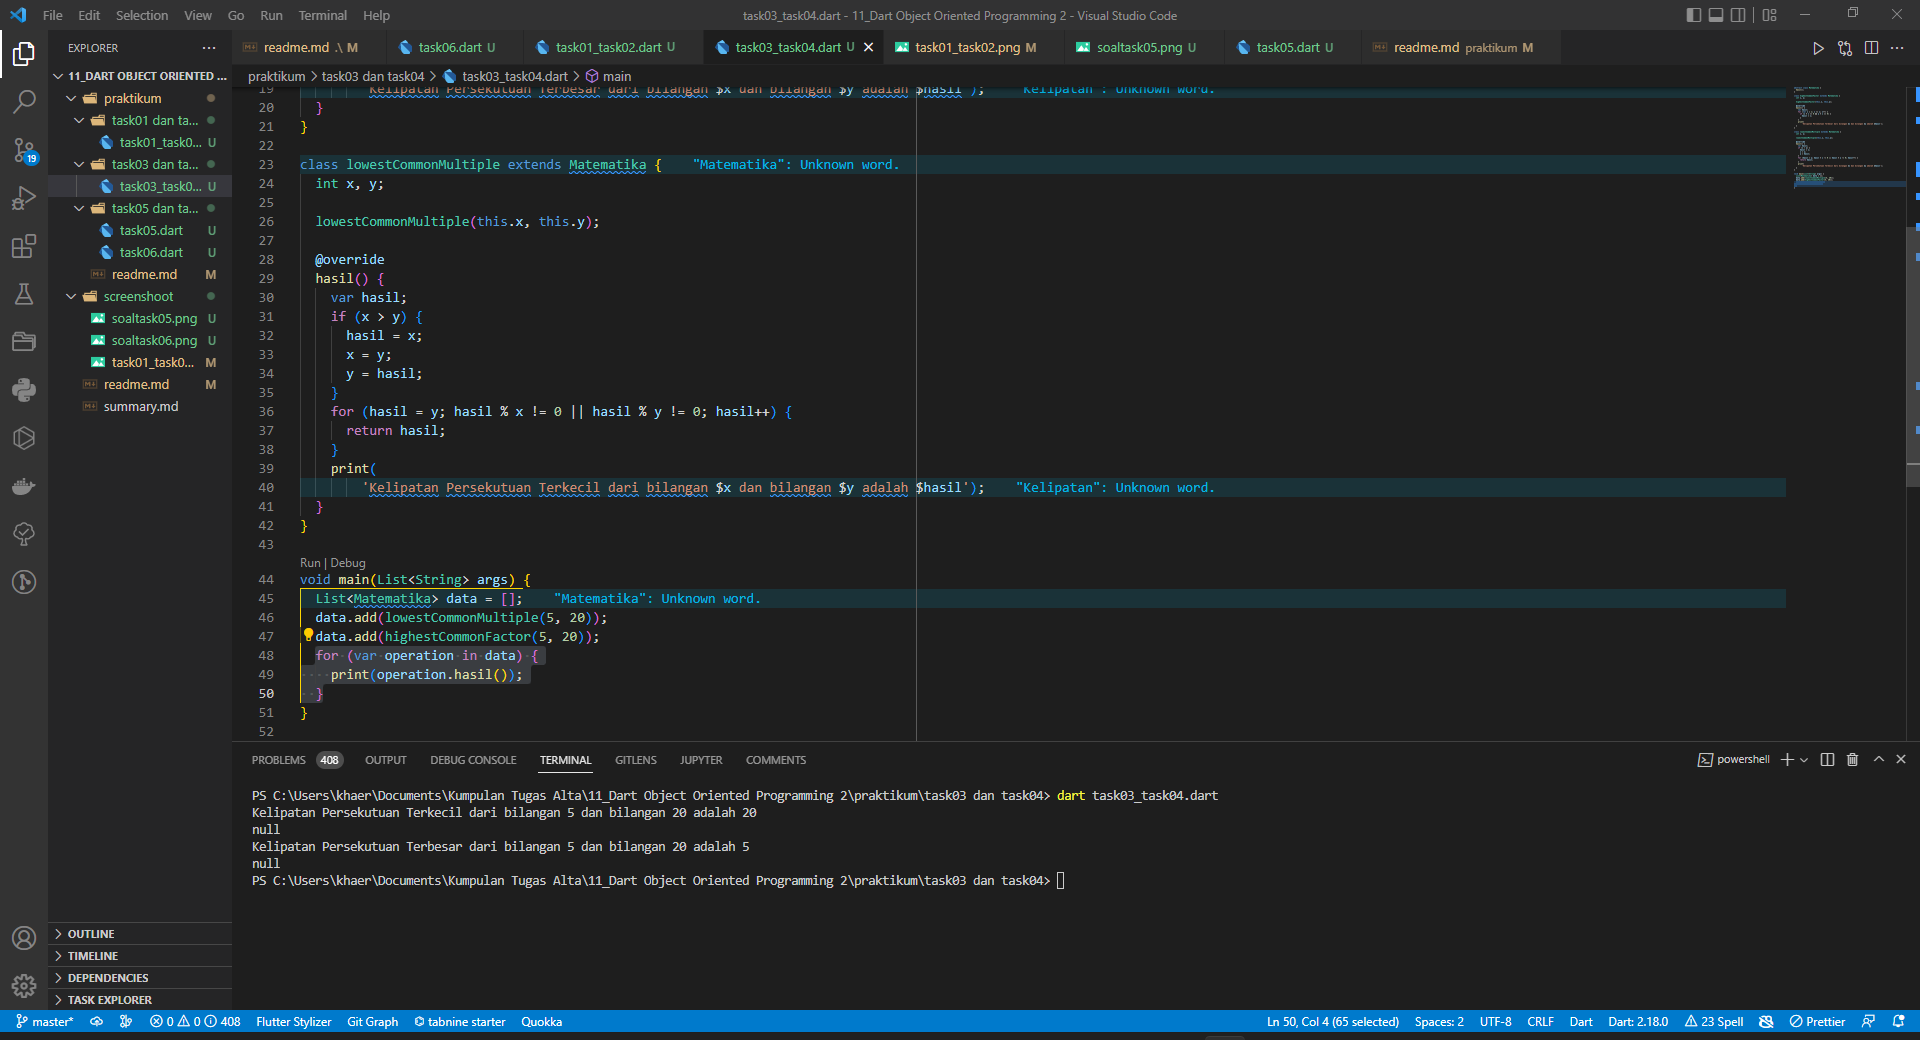 File Edit Selection View Go Run Terminal Help
task03_task04.dart - 11_Dart Object Oriented Programming 2 - Visual Studio Code
EXPLORER
readme.md .\ M
task06.dart U
task01_task02.dart U
task03_task04.dart U
task01_task02.png M
soaltask05.png U
task05.dart U
readme.md praktikum M
11_DART OBJECT ORIENTED ...
praktikum
task01 dan ta...
task01_task0... U
task03 dan ta...
task03_task0... U
task05 dan ta...
task05.dart U
task06.dart U
readme.md M
screenshoot
soaltask05.png U
soaltask06.png U
task01_task0... M
readme.md M
summary.md
OUTLINE
TIMELINE
DEPENDENCIES
TASK EXPLORER
19
praktikum > task03 dan task04 > task03_task04.dart > main
19 'Kelipatan Persekutuan Terbesar dari bilangan $x dan bilangan $y adalah $hasil'); "Kelipatan": Unknown word.
20 }
21 }
22
23 class lowestCommonMultiple extends Matematika { "Matematika": Unknown word.
24 int x, y;
25
26 lowestCommonMultiple(this.x, this.y);
27
28 @override
29 hasil() {
30 var hasil;
31 if (x > y) {
32 hasil = x;
33 x = y;
34 y = hasil;
35 }
36 for (hasil = y; hasil % x != 0 || hasil % y != 0; hasil++) {
37 return hasil;
38 }
39 print(
40 'Kelipatan Persekutuan Terkecil dari bilangan $x dan bilangan $y adalah $hasil'); "Kelipatan": Unknown word.
41 }
42 }
43
Run | Debug
44 void main(List<String> args) {
45 List<Matematika> data = []; "Matematika": Unknown word.
46 data.add(lowestCommonMultiple(5, 20));
47 data.add(highestCommonFactor(5, 20));
48 for (var operation in data) {
49 print(operation.hasil());
50 }
51 }
52
PROBLEMS 408 OUTPUT DEBUG CONSOLE TERMINAL GITLENS JUPYTER COMMENTS
powershell
PS C:\Users\khaer\Documents\Kumpulan Tugas Alta\11_Dart Object Oriented Programming 2\praktikum\task03 dan task04> dart task03_task04.dart
Kelipatan Persekutuan Terkecil dari bilangan 5 dan bilangan 20 adalah 20
null
Kelipatan Persekutuan Terbesar dari bilangan 5 dan bilangan 20 adalah 5
null
PS C:\Users\khaer\Documents\Kumpulan Tugas Alta\11_Dart Object Oriented Programming 2\praktikum\task03 dan task04>
master* 0 0 408 Flutter Stylizer Git Graph tabnine starter Quokka
Ln 50, Col 4 (65 selected) Spaces: 2 UTF-8 CRLF Dart Dart: 2.18.0 23 Spell Prettier